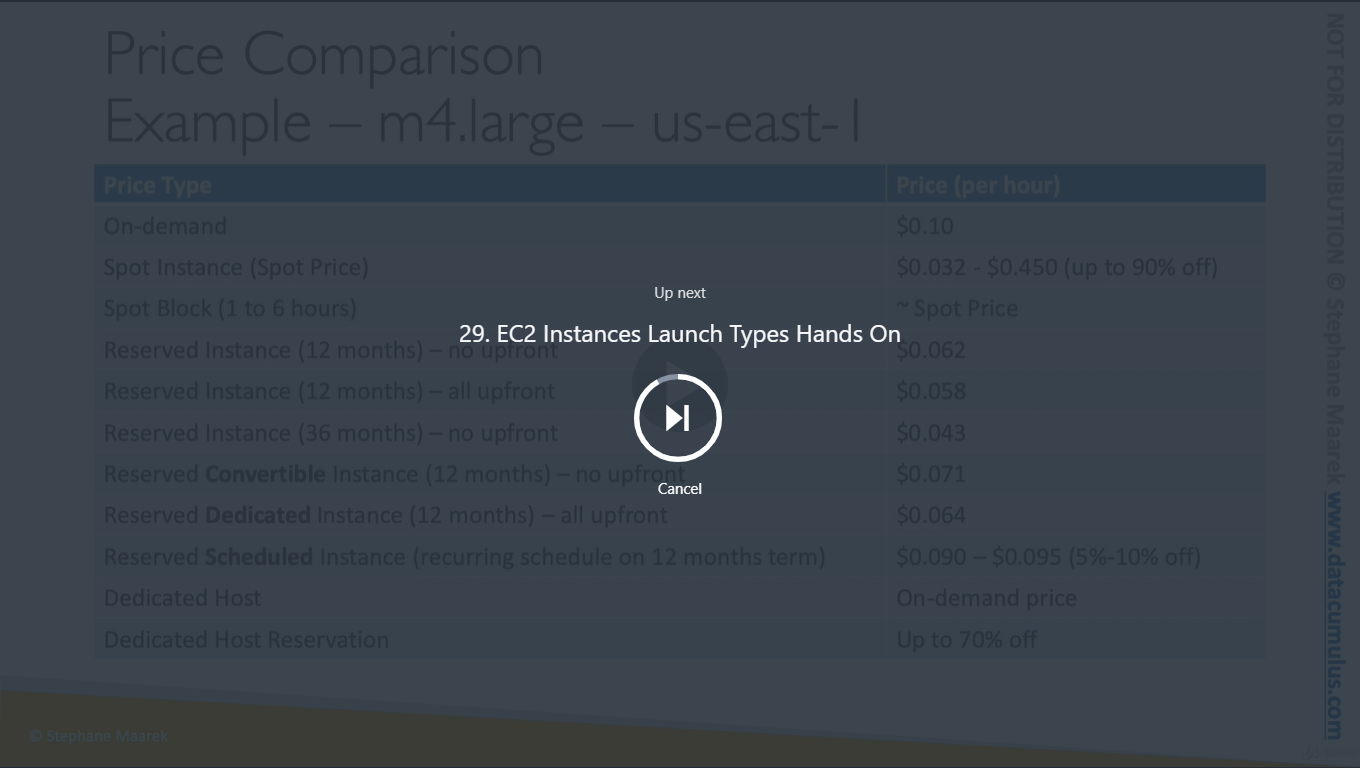 Price Comparison
Example – m4.large – us-east-1
Price Type Price (per hour)
On-demand $0.10
Spot Instance (Spot Price) $0.032 - $0.450 (up to 90% off)
Up next
Spot Block (1 to 6 hours) ~ Spot Price
29. EC2 Instances Launch Types Hands On
Reserved Instance (12 months) – no upfront $0.062
Reserved Instance (12 months) – all upfront $0.058
Reserved Instance (36 months) – no upfront $0.043
Reserved Convertible Instance (12 months) – no upfront $0.071
Cancel
Reserved Dedicated Instance (12 months) – all upfront $0.064
Reserved Scheduled Instance (recurring schedule on 12 months term) $0.090 – $0.095 (5%-10% off)
Dedicated Host On-demand price
Dedicated Host Reservation Up to 70% off
© Stephane Maarek
NOT FOR DISTRIBUTION © Stephane Maarek www.datacumulus.com